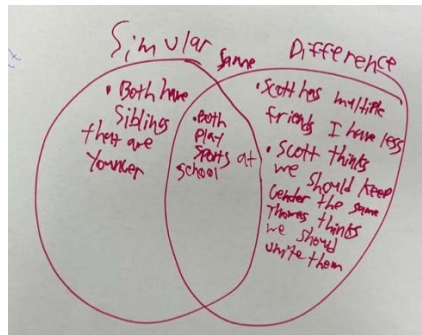 Simular
same
Difference
• Both have
Siblings
that are
Younger
• Both
Play
Sports at
School
• Scott has multiple
friends I have less
• Scott thinks
we should keep
Gender the same
Thomas thinks
we should
unite them